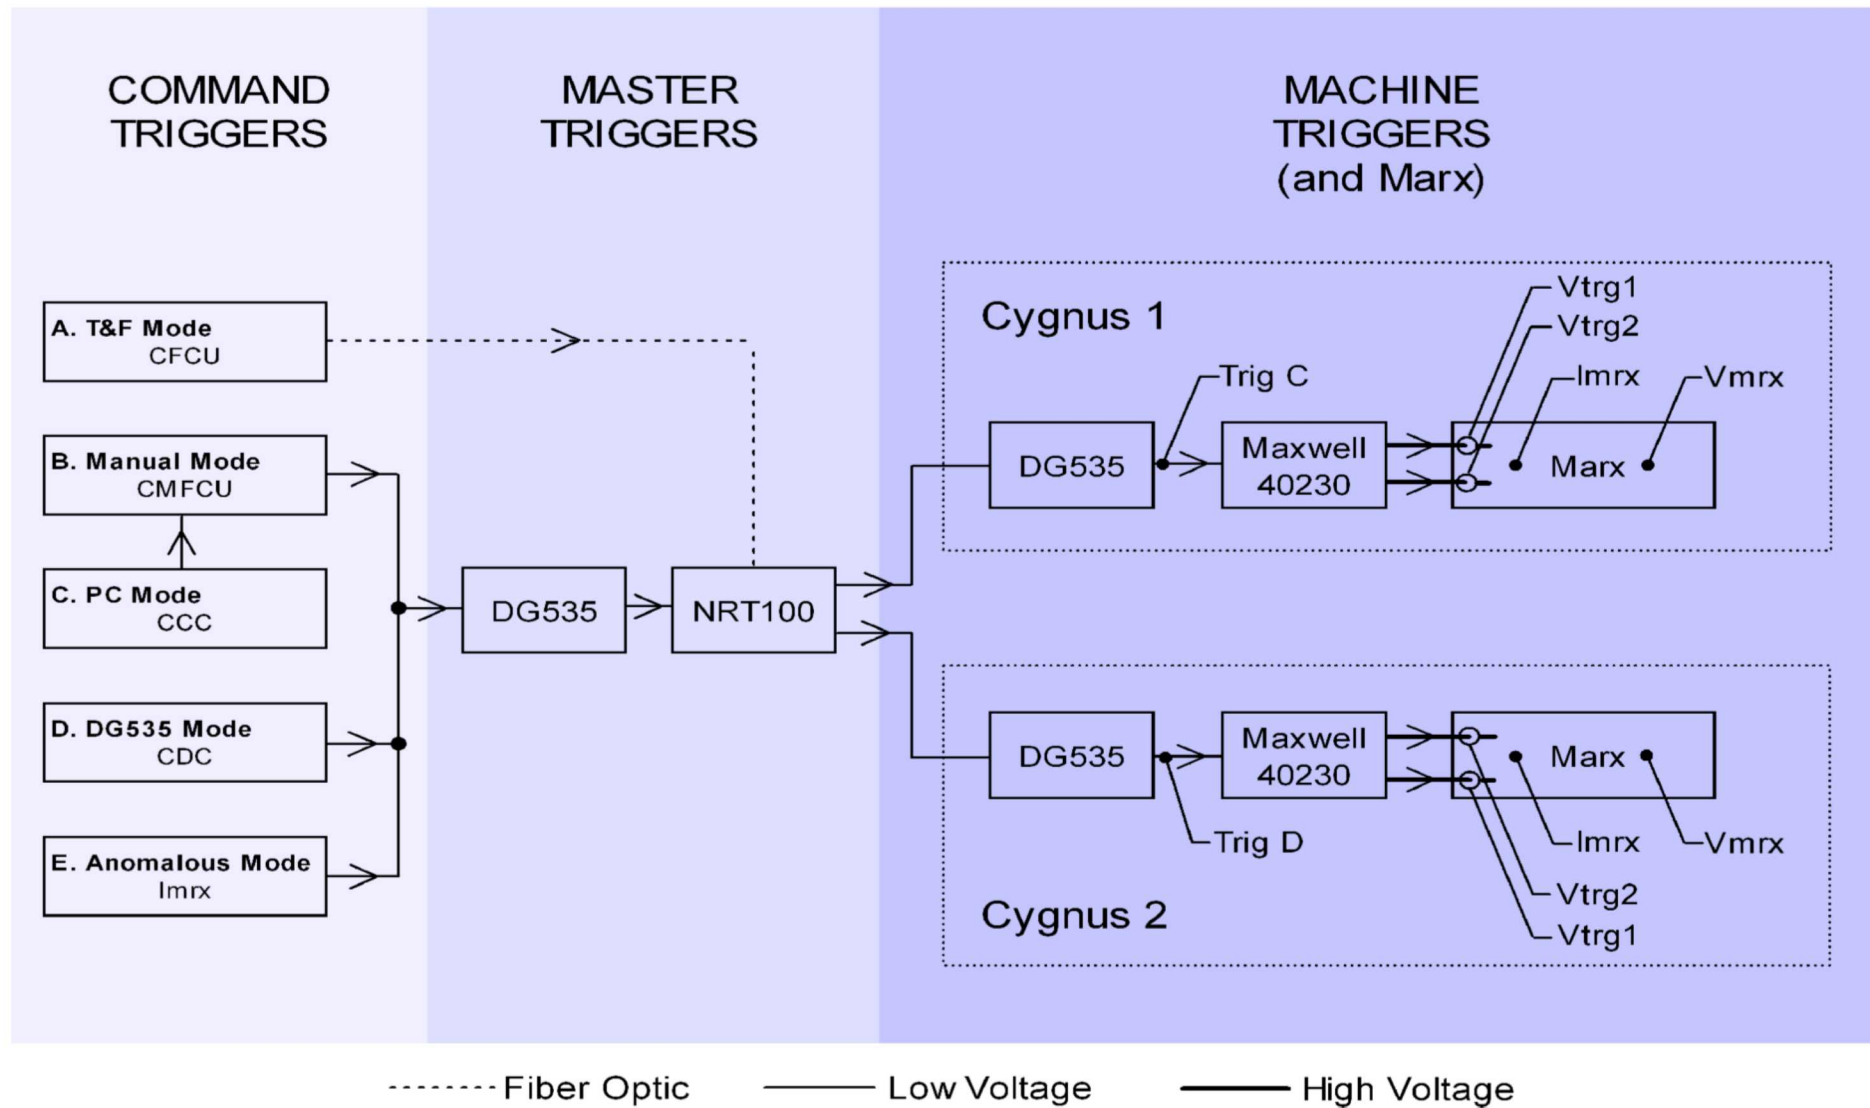 COMMAND
TRIGGERS
MASTER
TRIGGERS
MACHINE
TRIGGERS
(and Marx)
A. T&F Mode
CFCU
B. Manual Mode
CMFCU
C. PC Mode
CCC
D. DG535 Mode
CDC
E. Anomalous Mode
Imrx
DG535
NRT100
Cygnus 1
Vtrg1
Vtrg2
Trig C
Imrx
Vmrx
DG535
Maxwell
40230
Marx
DG535
Maxwell
40230
Marx
Trig D
Imrx
Vmrx
Vtrg2
Cygnus 2
Vtrg1
Fiber Optic
Low Voltage
High Voltage